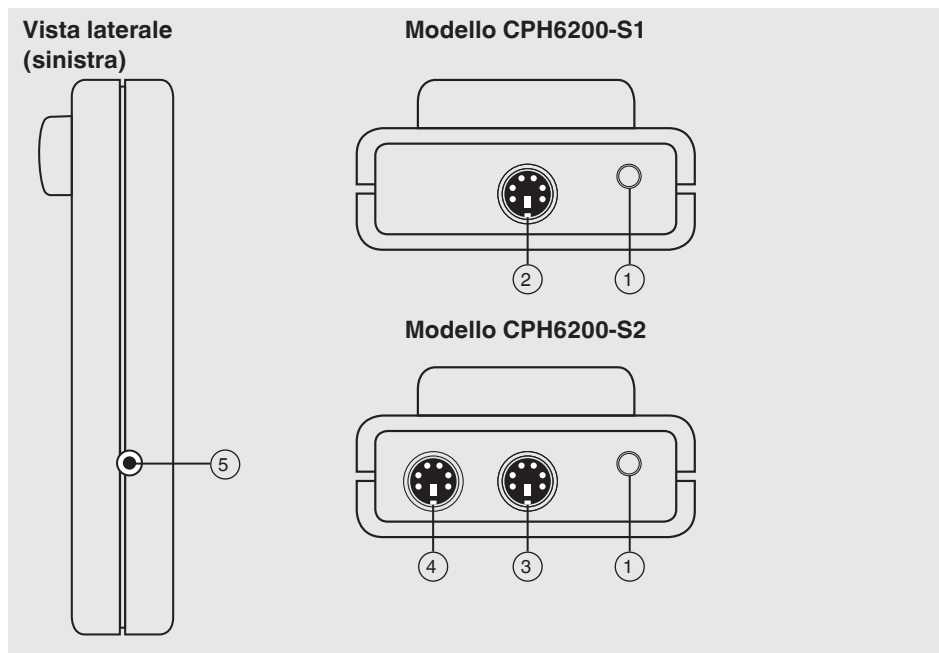 Vista laterale
(sinistra)
Modello CPH6200-S1
2
1
Modello CPH6200-S2
5
4
3
1